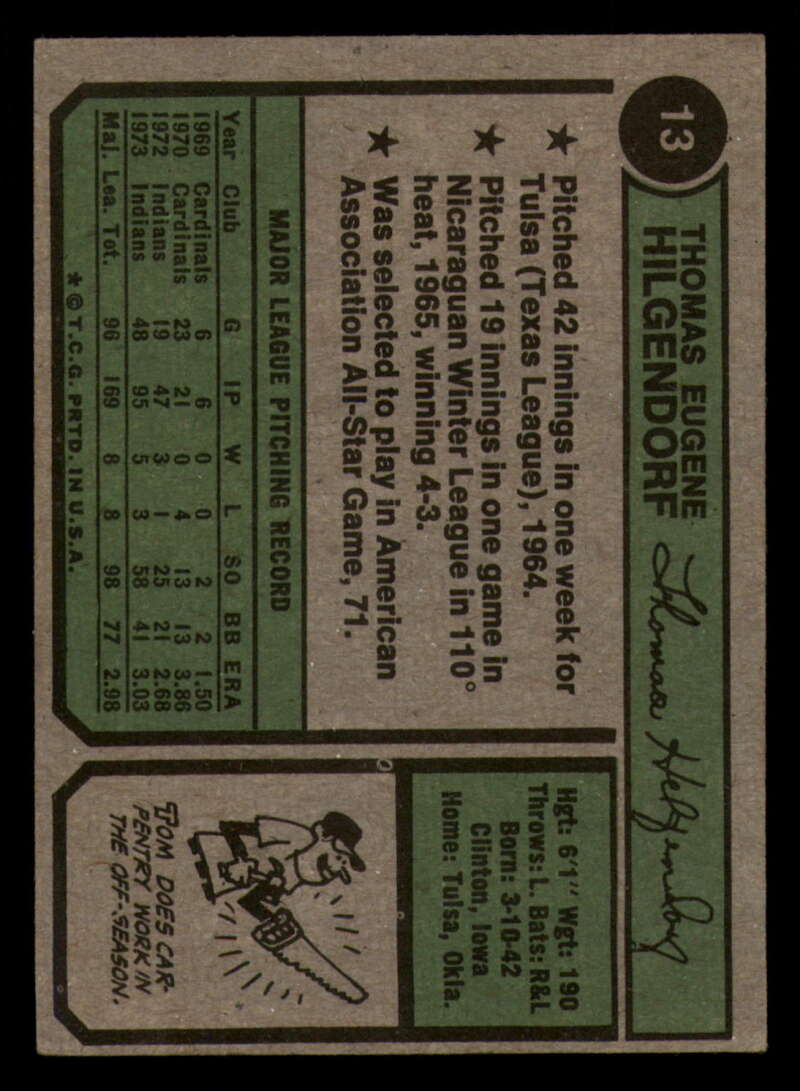 13
THOMAS EUGENE
HILGENDORF
Thomas Hilgendorf
★ Pitched 42 innings in one week for
Tulsa (Texas League), 1964.
★ Pitched 19 innings in one game in
Nicaraguan Winter League in 110°
heat, 1965, winning 4-3.
★ Was selected to play in American
Association All-Star Game, 71.
MAJOR LEAGUE PITCHING RECORD
Year Club G IP W L SO BB ERA
1969 Cardinals 6 6 0 0 2 2 1.50
1970 Cardinals 23 21 0 4 13 13 3.86
1972 Indians 19 47 3 1 25 21 2.68
1973 Indians 48 95 5 3 58 41 3.03
Maj. Lea. Tot. 96 169 8 8 98 77 2.98
* © T.C.G. PRTD. IN U.S.A.
Hgt: 6'1" Wgt: 190
Throws: L. Bats: R&L
Born: 3-10-42
Clinton, Iowa
Home: Tulsa, Okla.
TOM DOES CAR-
PENTRY WORK IN
THE OFF-SEASON.